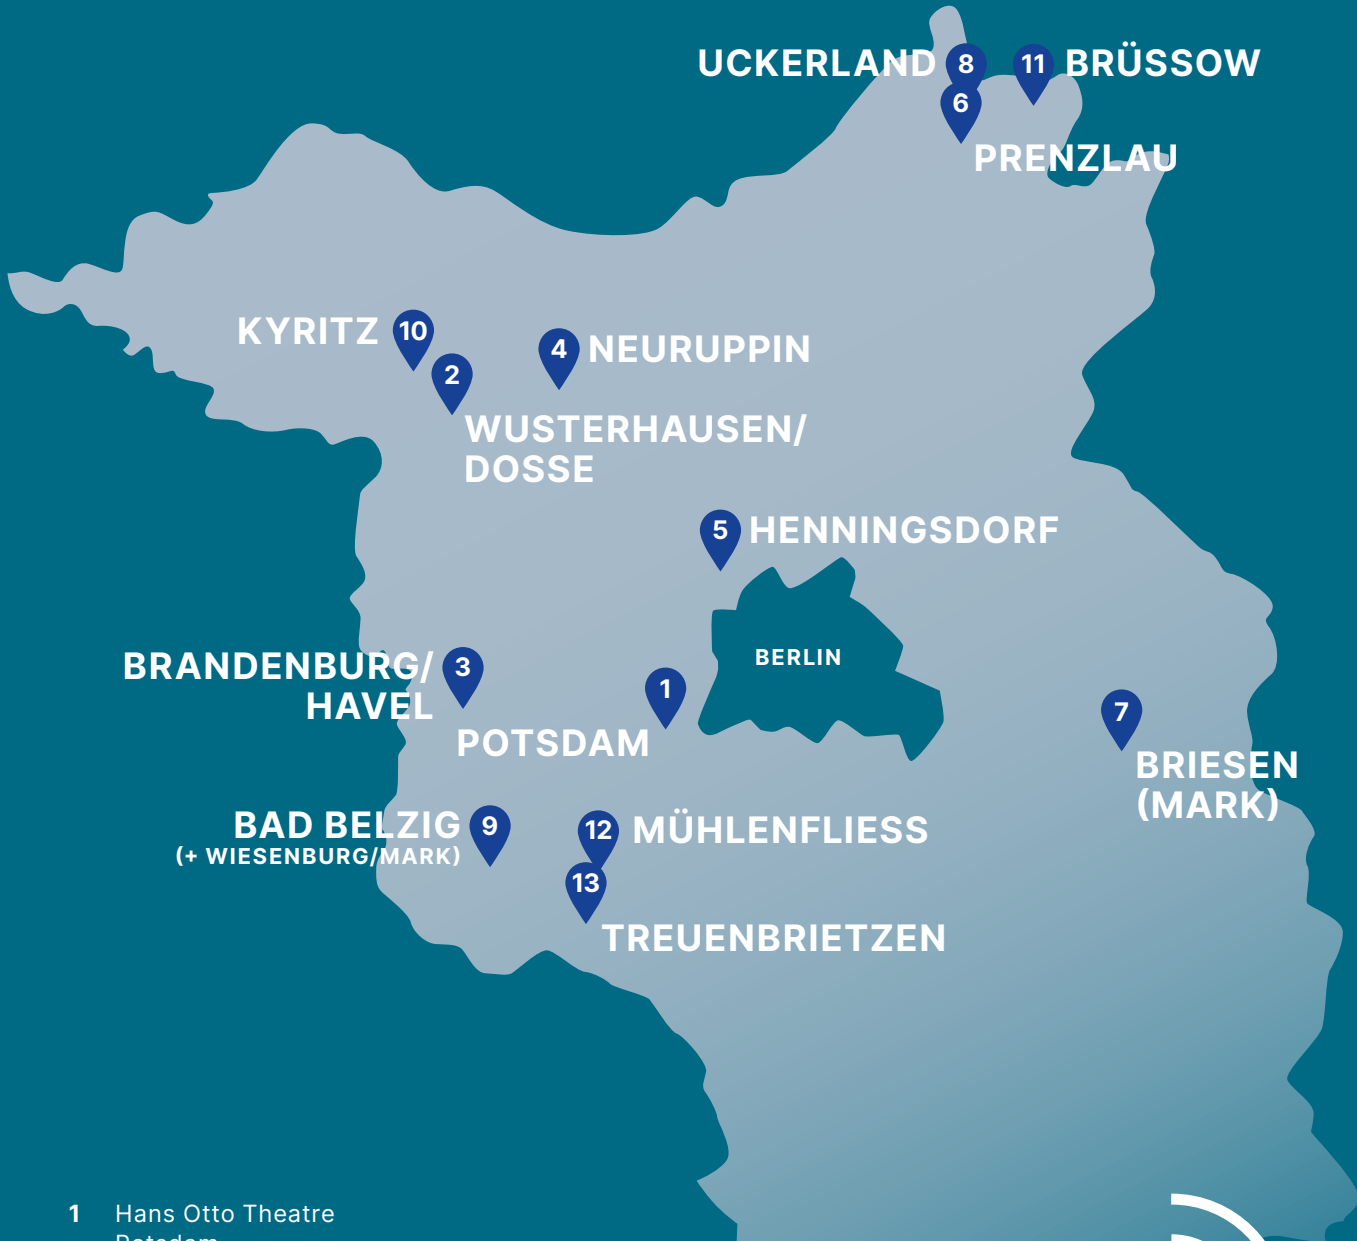 UCKERLAND 8 11 BRÜSSOW
6
PRENZLAU
KYRITZ 10
4 NEURUPPIN
2
WUSTERHAUSEN/
DOSSE
5 HENNINGSDORF
BERLIN
BRANDENBURG/
HAVEL
3
1
POTSDAM
7
BRIESEN
(MARK)
BAD BELZIG
(+ WIESENBURG/MARK)
9
12 MÜHLENFLIESS
13
TREUENBRIETZEN
1 Hans Otto Theatre
Potsdam